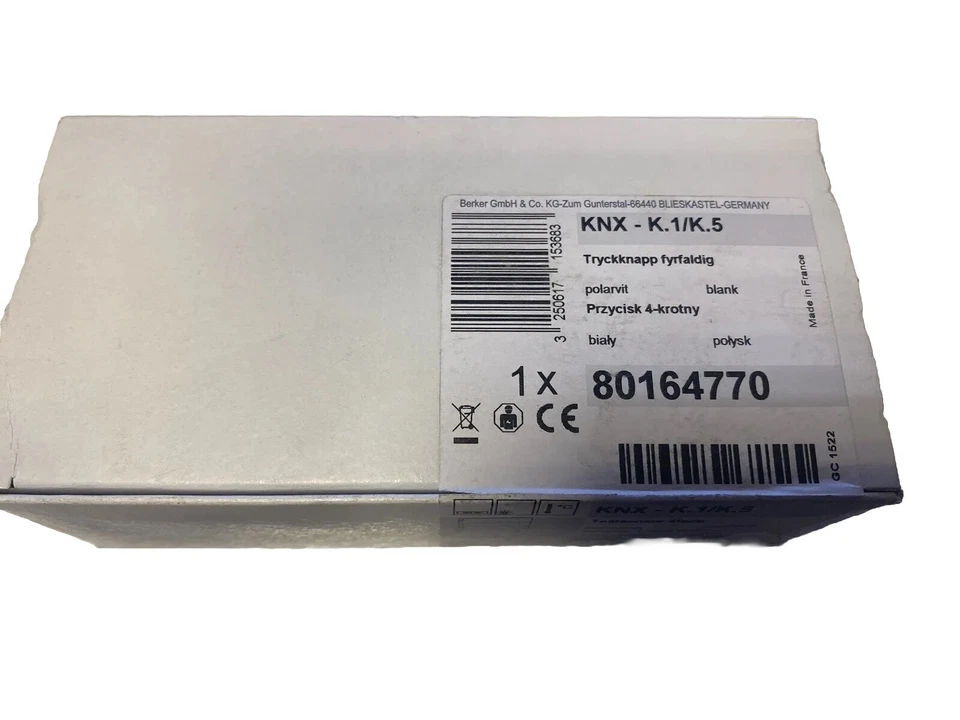 Berker GmbH & Co. KG-Zum Gunterstal-66440 BLIESKASTEL-GERMANY
KNX - K.1/K.5
Tryckknapp fyrfaldig
polarvit blank
Przycisk 4-krotny
biały połysk
3 250617 153683
Made in France
1 x 80164770
CE
GC 1522
KNX - K.1/K.5